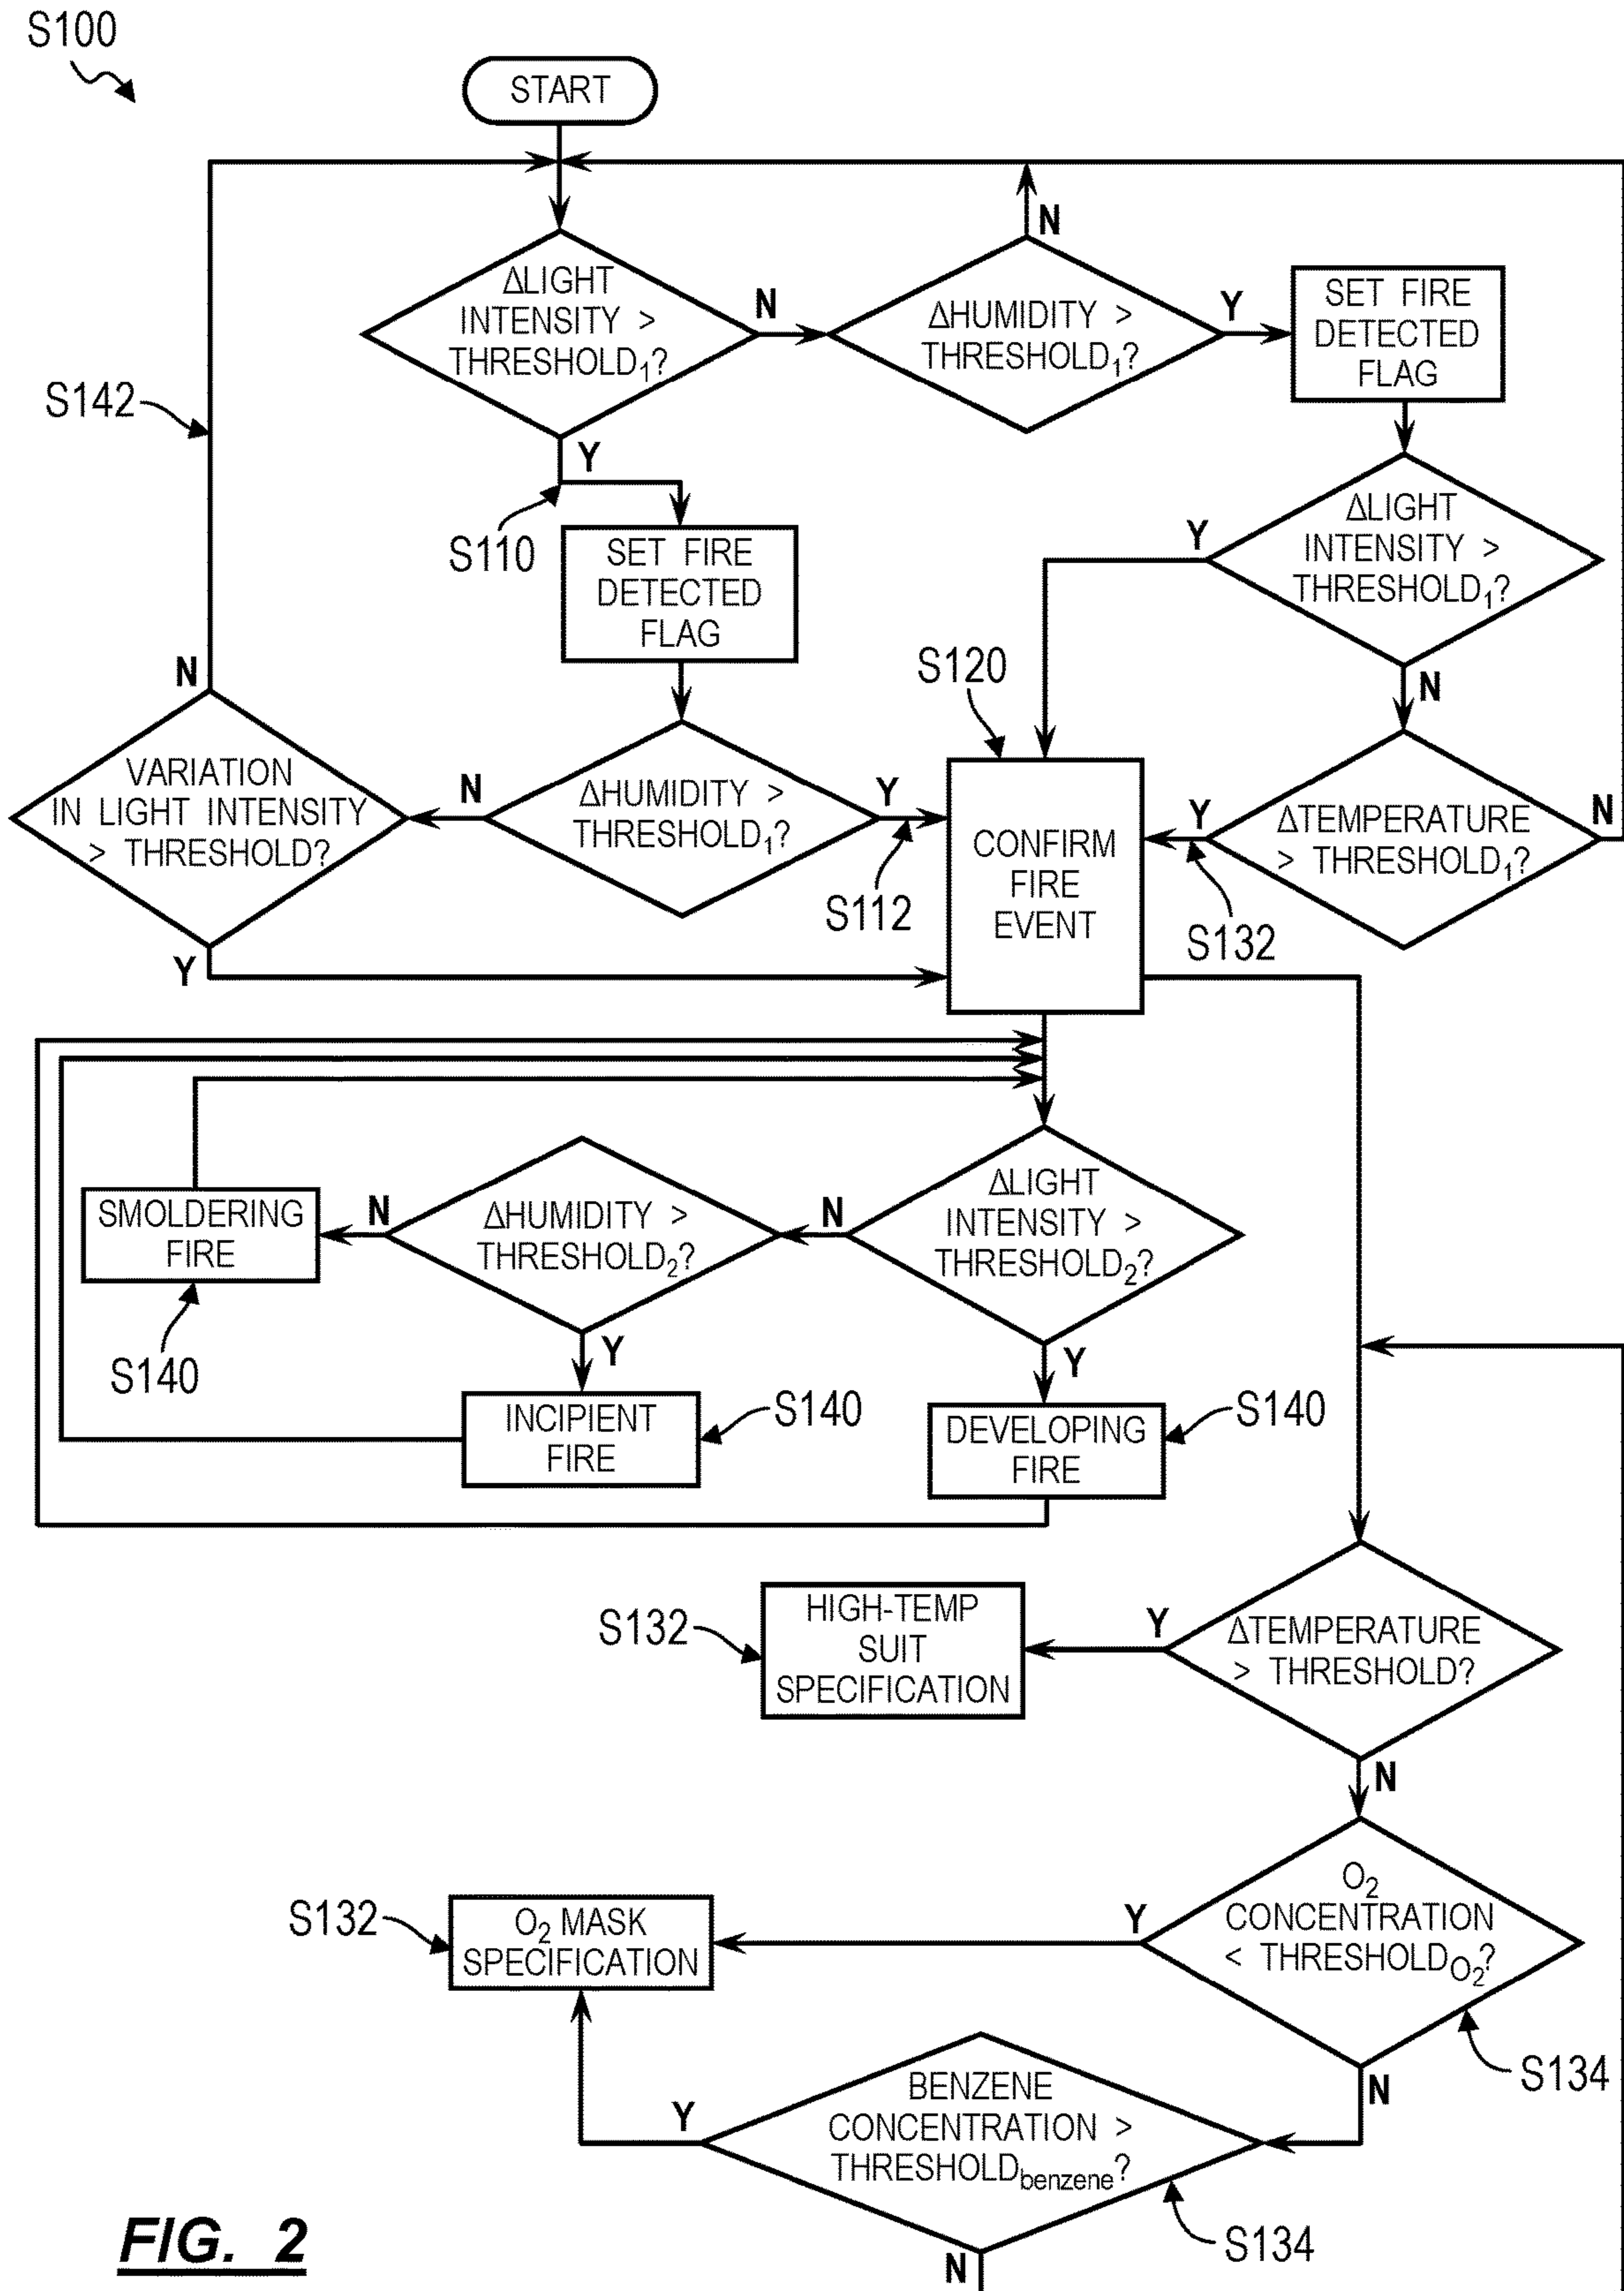 S100
START
ΔLIGHT
INTENSITY >
THRESHOLD₁?
Y
N
ΔHUMIDITY >
THRESHOLD₁?
N
Y
SET FIRE
DETECTED
FLAG
S142
S110
SET FIRE
DETECTED
FLAG
ΔLIGHT
INTENSITY >
THRESHOLD₁?
Y
N
S120
N
VARIATION
IN LIGHT INTENSITY
> THRESHOLD?
Y
N
ΔHUMIDITY >
THRESHOLD₁?
Y
S112
CONFIRM
FIRE
EVENT
Y
S132
ΔTEMPERATURE
> THRESHOLD₁?
N
SMOLDERING
FIRE
S140
N
ΔHUMIDITY >
THRESHOLD₂?
Y
N
ΔLIGHT
INTENSITY >
THRESHOLD₂?
Y
INCIPIENT
FIRE
S140
DEVELOPING
FIRE
S140
S132
HIGH-TEMP
SUIT
SPECIFICATION
Y
ΔTEMPERATURE
> THRESHOLD?
N
S132
O₂ MASK
SPECIFICATION
Y
O₂
CONCENTRATION
< THRESHOLD_O₂?
N
S134
Y
BENZENE
CONCENTRATION >
THRESHOLD_benzene?
N
S134
FIG. 2